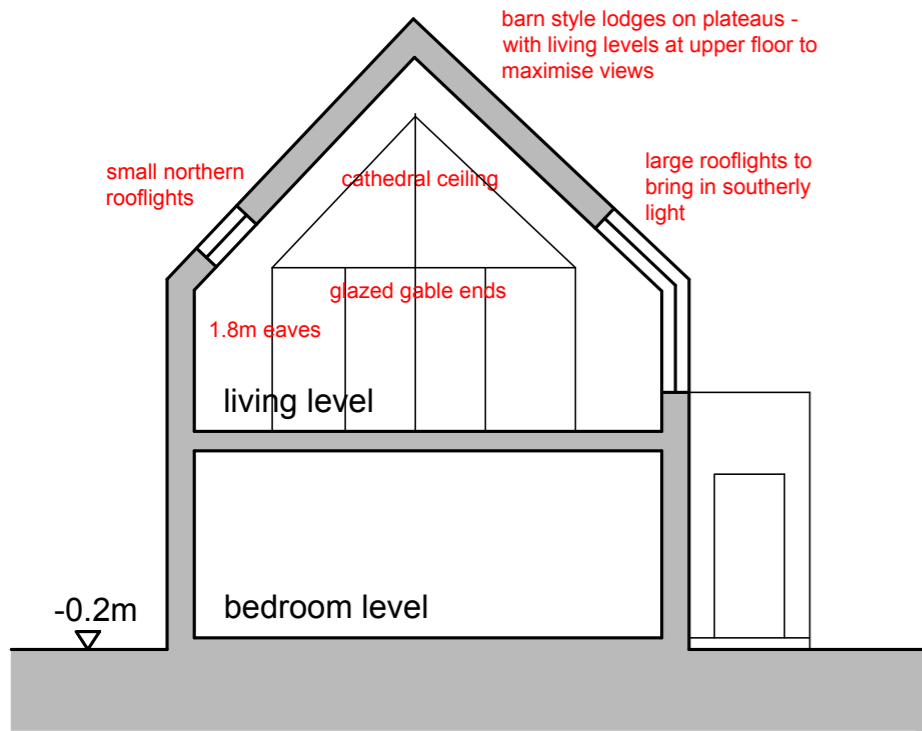 barn style lodges on plateaus -
with living levels at upper floor to
maximise views
small northern
rooflights
cathedral ceiling
large rooflights to
bring in southerly
light
glazed gable ends
1.8m eaves
living level
bedroom level
-0.2m